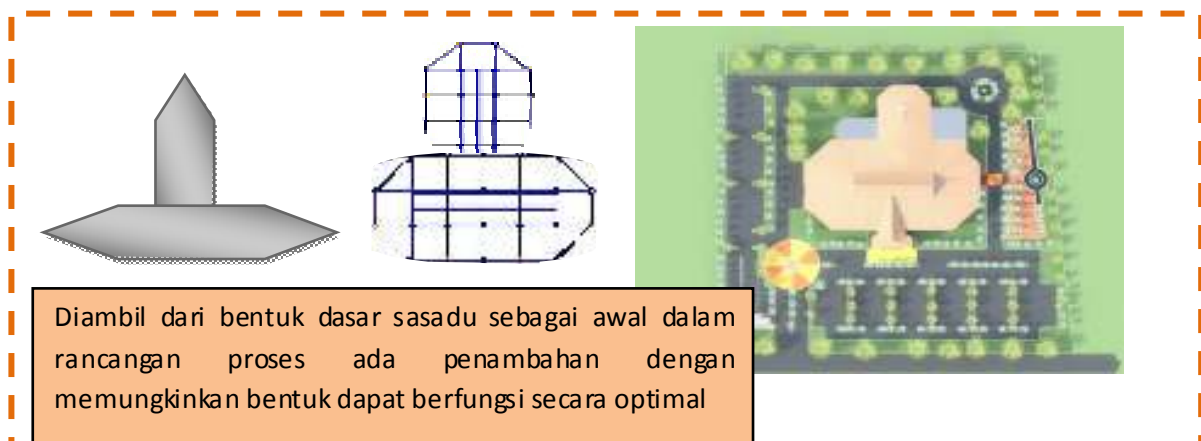 Diambil dari bentuk dasar sasadu sebagai awal dalam
rancangan proses ada penambahan dengan
memungkinkan bentuk dapat berfungsi secara optimal